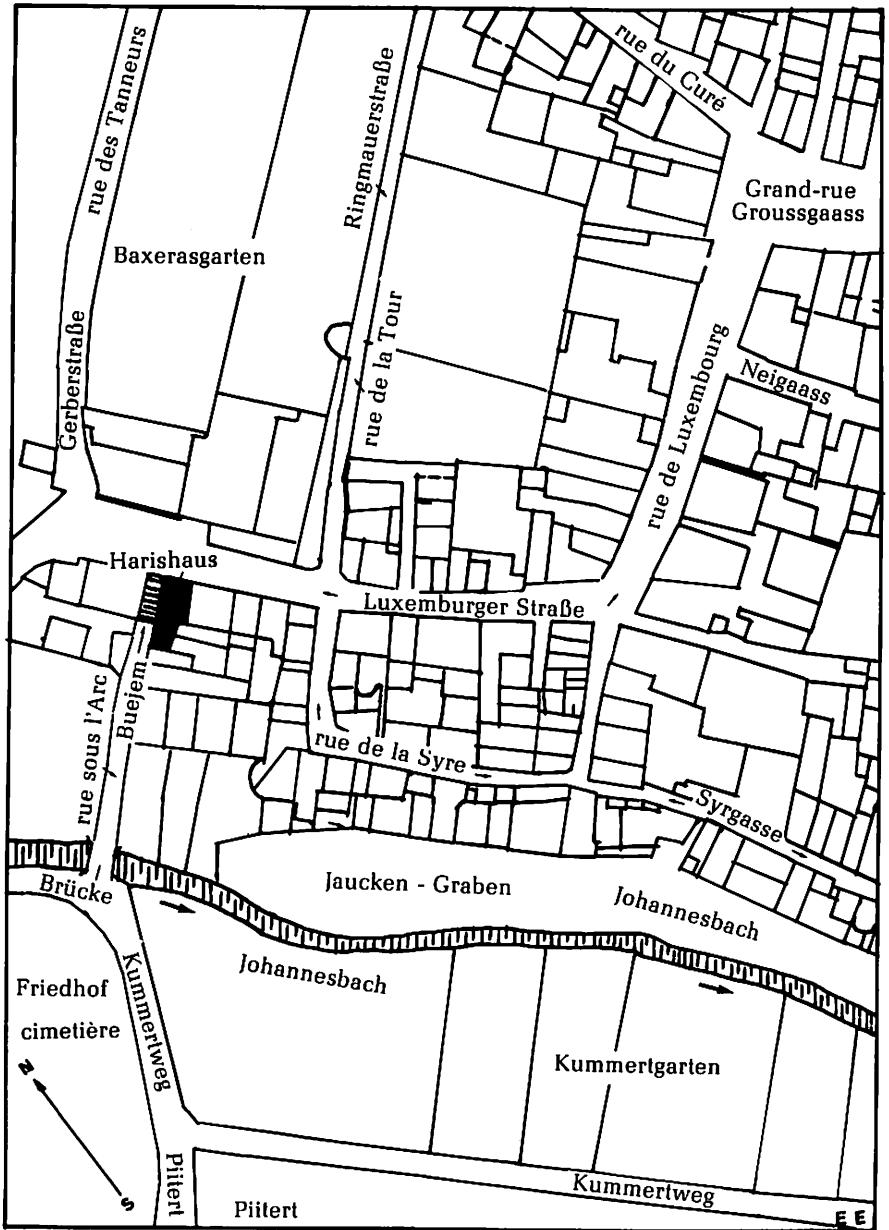 rue des Tanneurs
Ringmauerstraße
rue du Curé
Grand-rue
Groussgaass
Baxerasgarten
rue de la Tour
Gerberstraße
rue de Luxembourg
Neigaass
Harishaus
Luxemburger Straße
rue sous l'Arc
Buejem
rue de la Syre
Syrgasse
Brücke
Jaucken - Graben
Johannesbach
Johannesbach
Friedhof
cimetière
Kummertweg
Kummertgarten
N
S
Piitert
Piitert
Kummertweg
E E